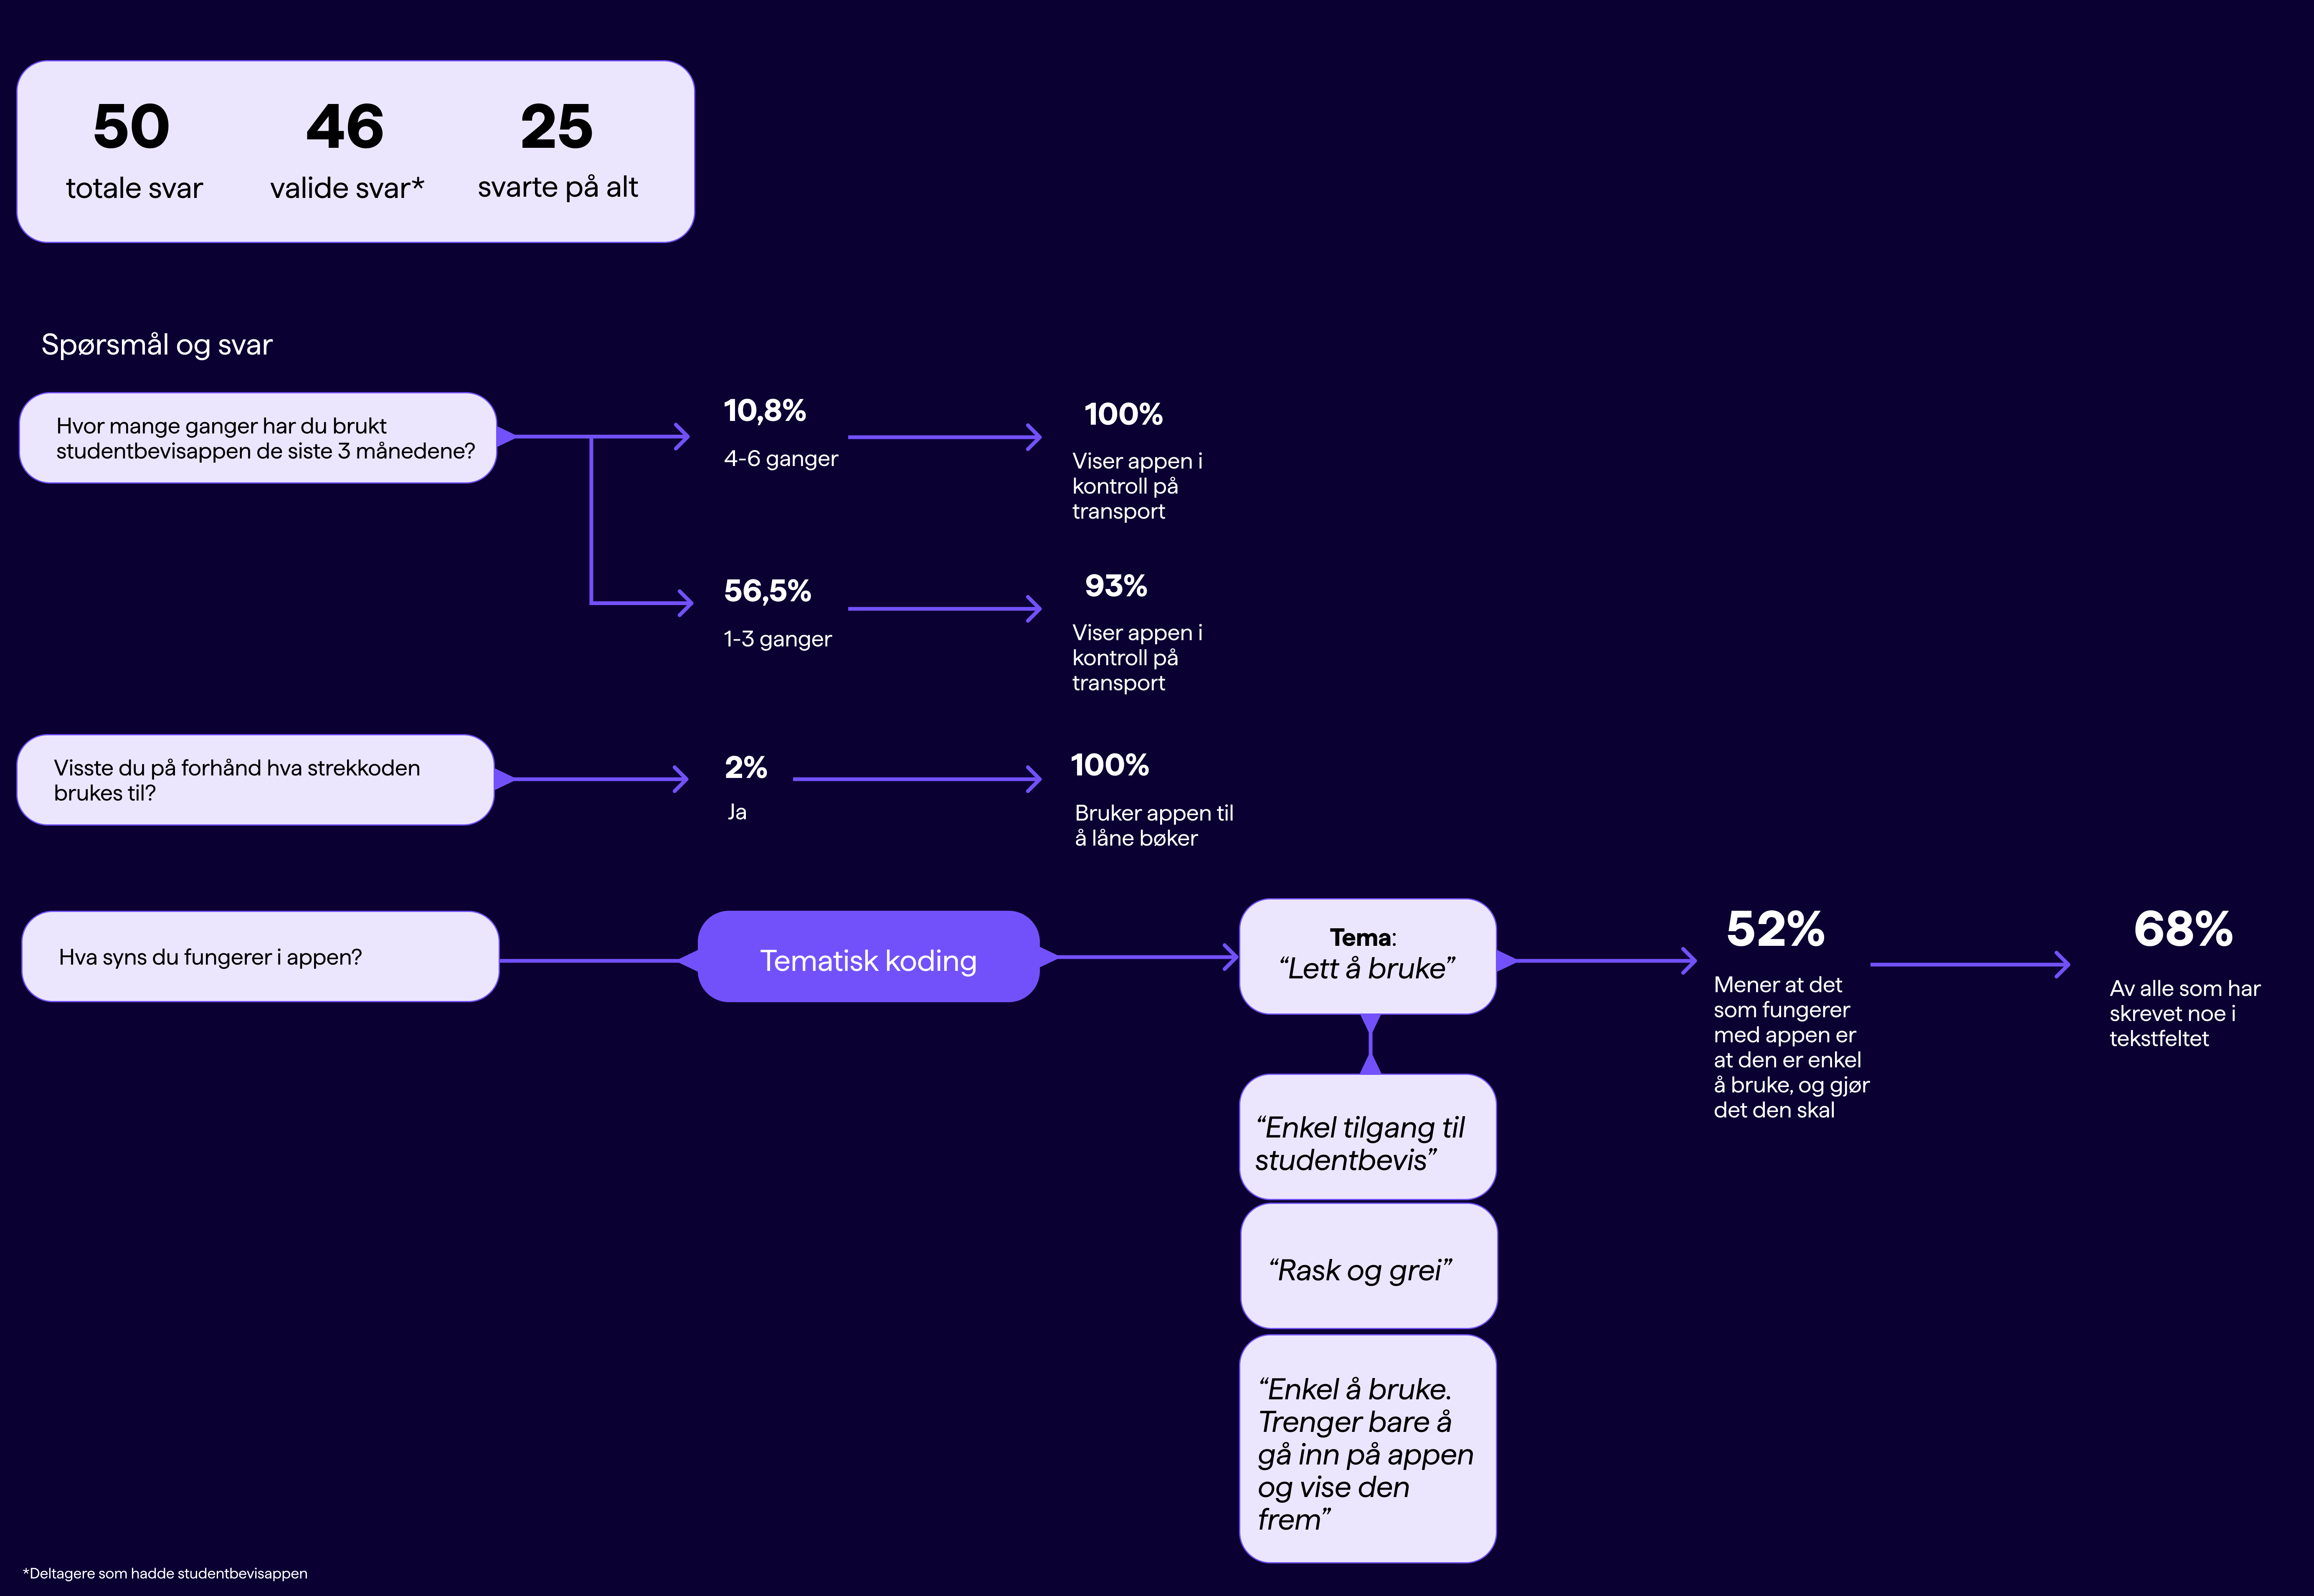 50
totale svar
46
valide svar*
25
svarte på alt
Spørsmål og svar
Hvor mange ganger har du brukt
studentbevisappen de siste 3 månedene?
10,8%
4-6 ganger
100%
Viser appen i
kontroll på
transport
56,5%
1-3 ganger
93%
Viser appen i
kontroll på
transport
Visste du på forhånd hva strekkoden
brukes til?
2%
Ja
100%
Bruker appen til
å låne bøker
Hva syns du fungerer i appen?
Tematisk koding
Tema:
“Lett å bruke”
“Enkel tilgang til
studentbevis”
“Rask og grei”
“Enkel å bruke.
Trenger bare å
gå inn på appen
og vise den
frem”
52%
Mener at det
som fungerer
med appen er
at den er enkel
å bruke, og gjør
det den skal
68%
Av alle som har
skrevet noe i
tekstfeltet
*Deltagere som hadde studentbevisappen